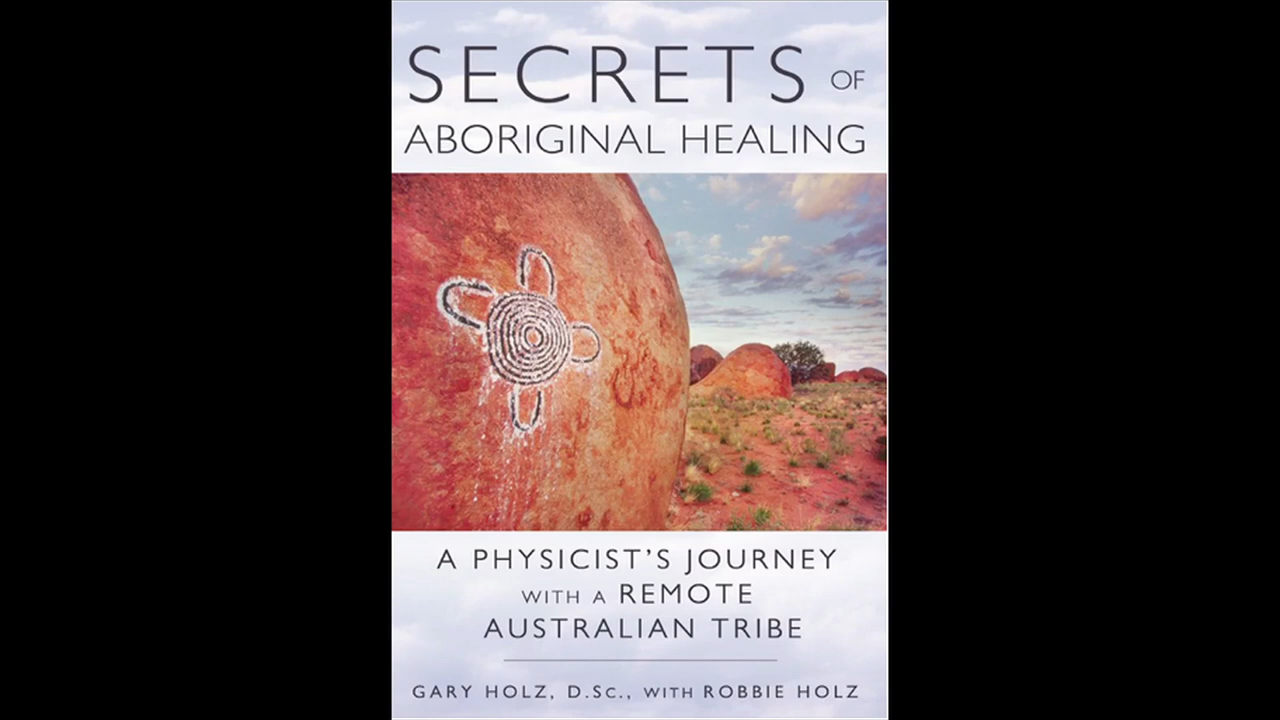 SECRETS OF
ABORIGINAL HEALING
A PHYSICIST'S JOURNEY
WITH A REMOTE
AUSTRALIAN TRIBE
GARY HOLZ, D.SC., WITH ROBBIE HOLZ